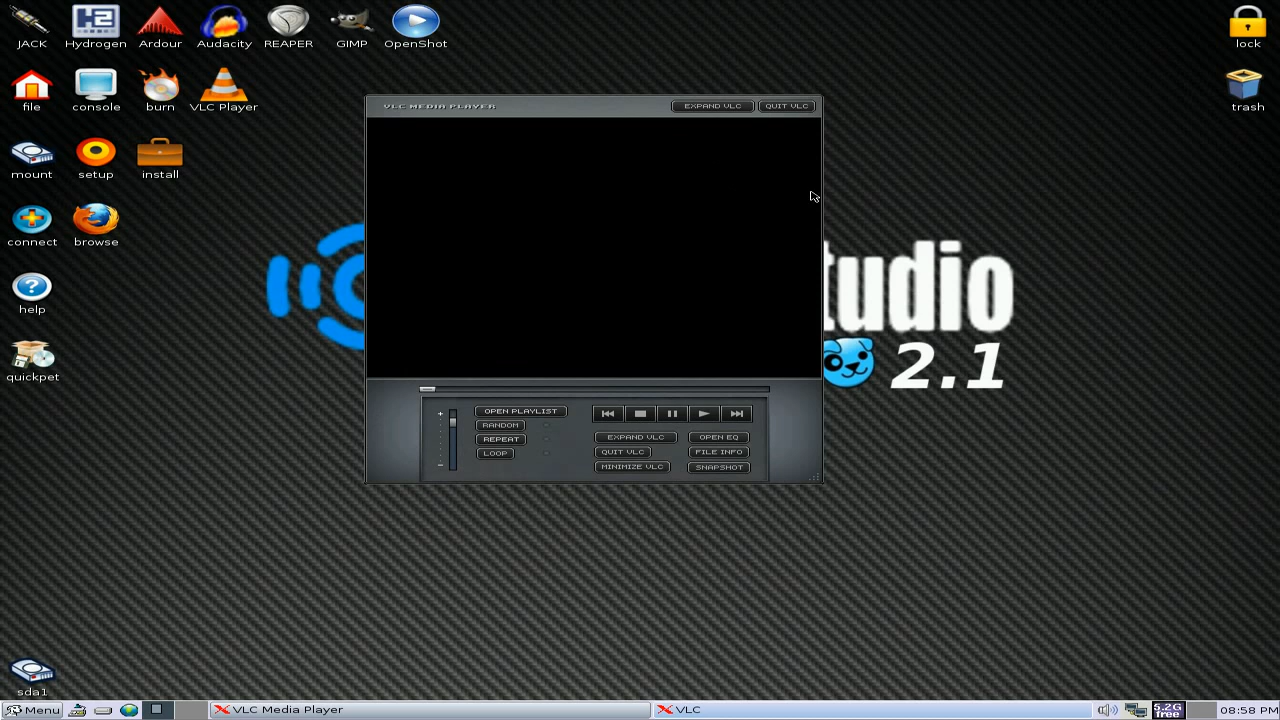 JACK
Hydrogen
Ardour
Audacity
REAPER
GIMP
OpenShot
lock
file
console
burn
VLC Player
trash
VLC MEDIA PLAYER
EXPAND VLC
QUIT VLC
mount
setup
install
connect
browse
tudio
help
2.1
quickpet
+
OPEN PLAYLIST
RANDOM
REPEAT
LOOP
-
EXPAND VLC
OPEN EQ
QUIT VLC
FILE INFO
MINIMIZE VLC
SNAPSHOT
sda1
Menu
VLC Media Player
VLC
5.2G
free
08:58 PM